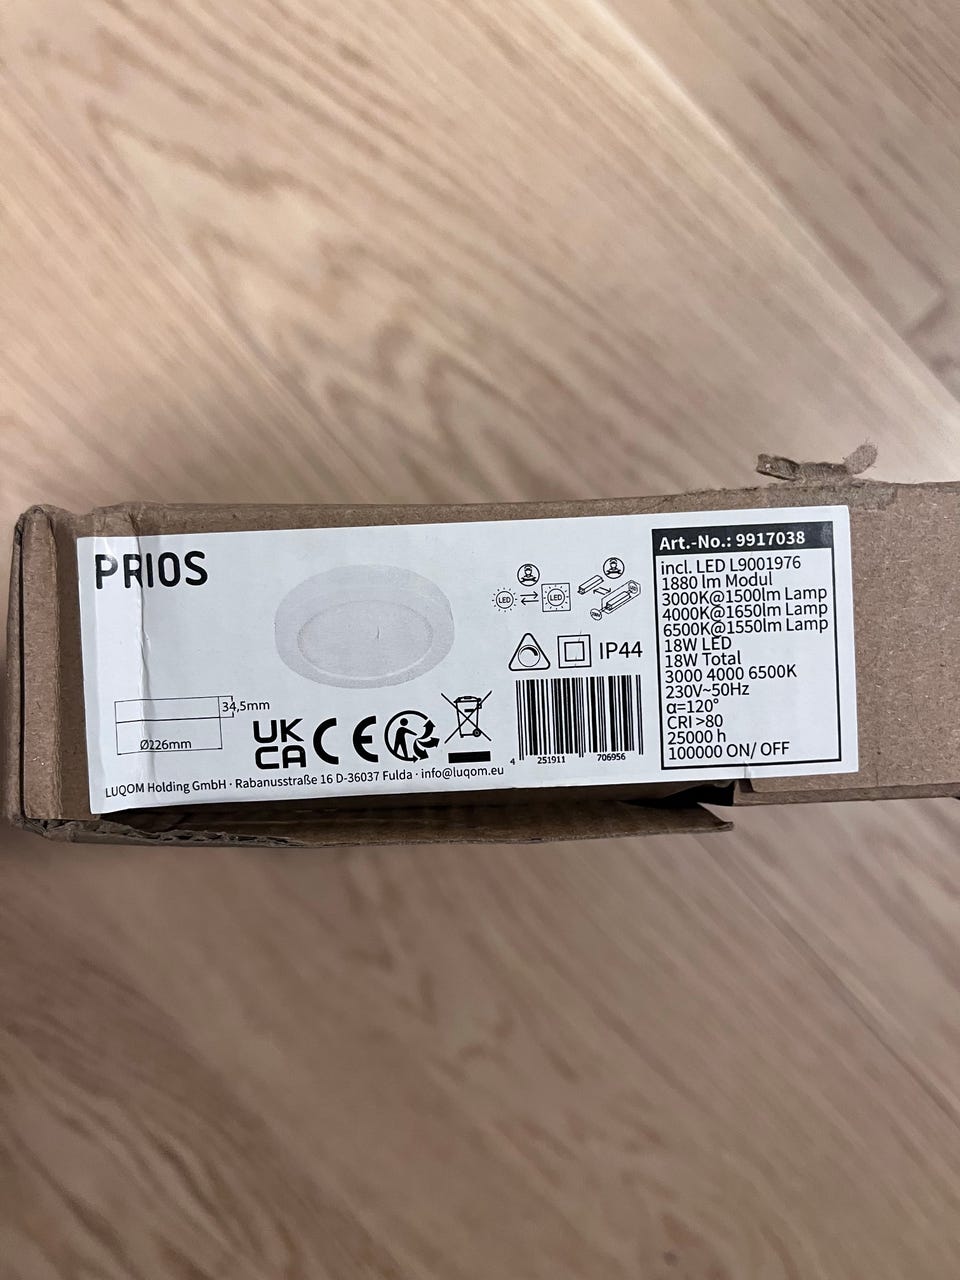 PRIOS
34,5mm
Ø226mm
UK
CA CE
LUQOM Holding GmbH · Rabanusstraße 16 D-36037 Fulda · info@luqom.eu
LED LED
IP44
4 251911 706956
Art.-No.: 9917038
incl. LED L9001976
1880 lm Modul
3000K@1500lm Lamp
4000K@1650lm Lamp
6500K@1550lm Lamp
18W LED
18W Total
3000 4000 6500K
230V~50Hz
α=120°
CRI >80
25000 h
100000 ON/ OFF